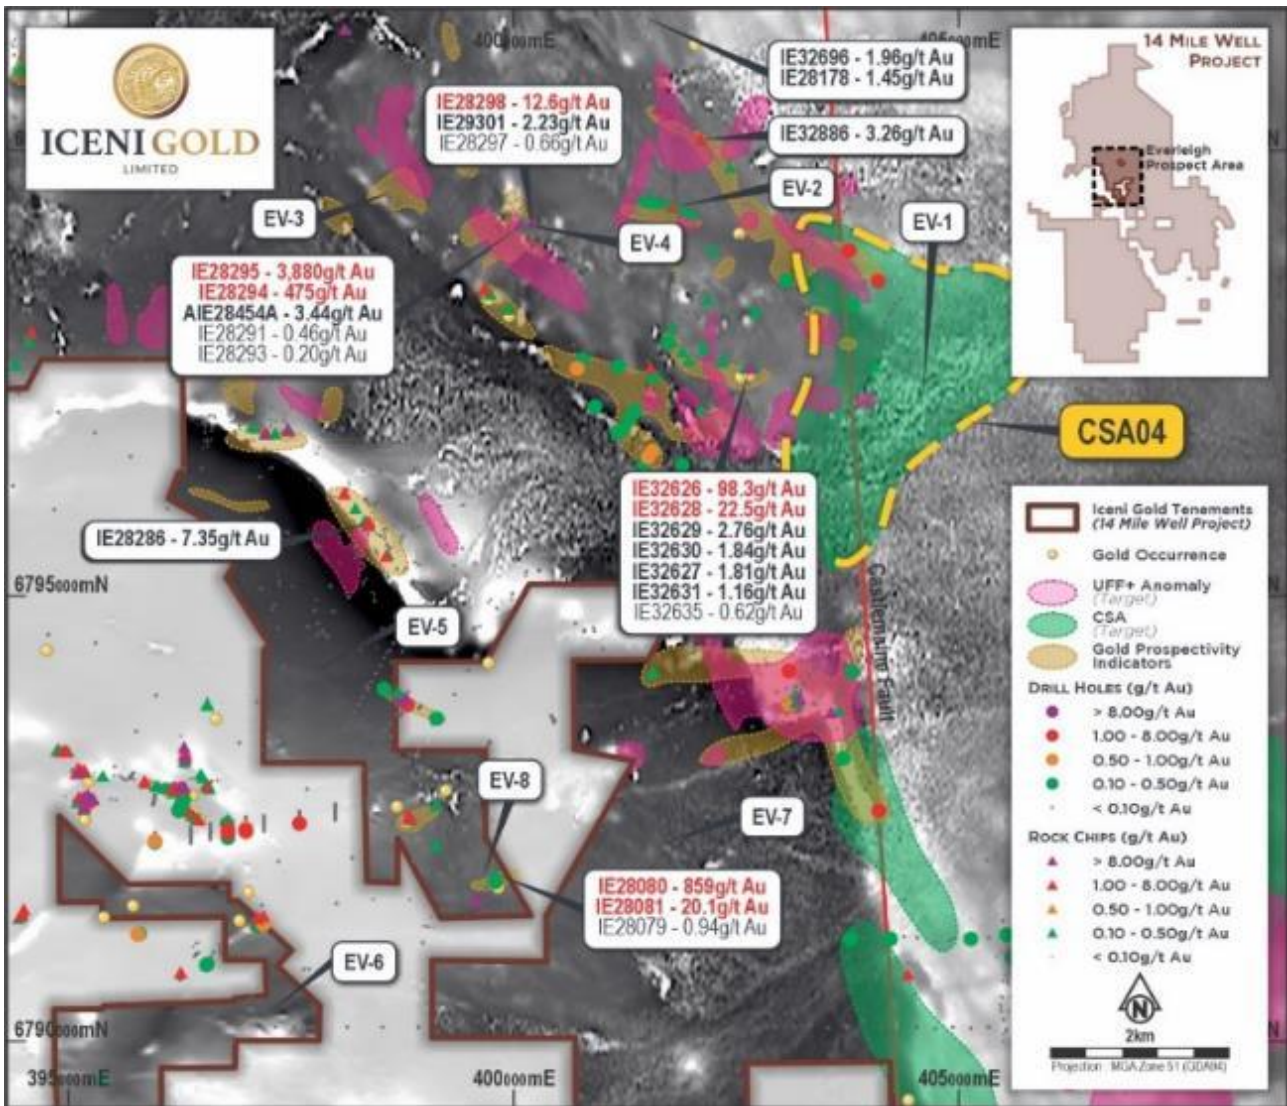 ICENI GOLD
LIMITED
400000mE
405000mE
IE32696 - 1.96g/t Au
IE28178 - 1.45g/t Au
IE28298 - 12.6g/t Au
IE29301 - 2.23g/t Au
IE28297 - 0.66g/t Au
IE32886 - 3.26g/t Au
EV-2
EV-3
EV-4
EV-1
IE28295 - 3,880g/t Au
IE28294 - 475g/t Au
AIE28454A - 3.44g/t Au
IE28291 - 0.46g/t Au
IE28293 - 0.20g/t Au
14 MILE WELL
PROJECT
Everleigh
Prospect Area
CSA04
IE32626 - 98.3g/t Au
IE32628 - 22.5g/t Au
IE32629 - 2.76g/t Au
IE32630 - 1.84g/t Au
IE32627 - 1.81g/t Au
IE32631 - 1.16g/t Au
IE32635 - 0.62g/t Au
IE28286 - 7.35g/t Au
6795000mN
EV-5
Castlemaine Fault
EV-8
EV-7
IE28080 - 859g/t Au
IE28081 - 20.1g/t Au
IE28079 - 0.94g/t Au
EV-6
6790000mN
395000mE
400000mE
405000mE
Iceni Gold Tenements
(14 Mile Well Project)
Gold Occurrence
UFF+ Anomaly
(Target)
CSA
(Target)
Gold Prospectivity
Indicators
DRILL HOLES (g/t Au)
> 8.00g/t Au
1.00 - 8.00g/t Au
0.50 - 1.00g/t Au
0.10 - 0.50g/t Au
< 0.10g/t Au
ROCK CHIPS (g/t Au)
> 8.00g/t Au
1.00 - 8.00g/t Au
0.50 - 1.00g/t Au
0.10 - 0.50g/t Au
< 0.10g/t Au
N
2km
Projection : MGA Zone 51 (GDA94)